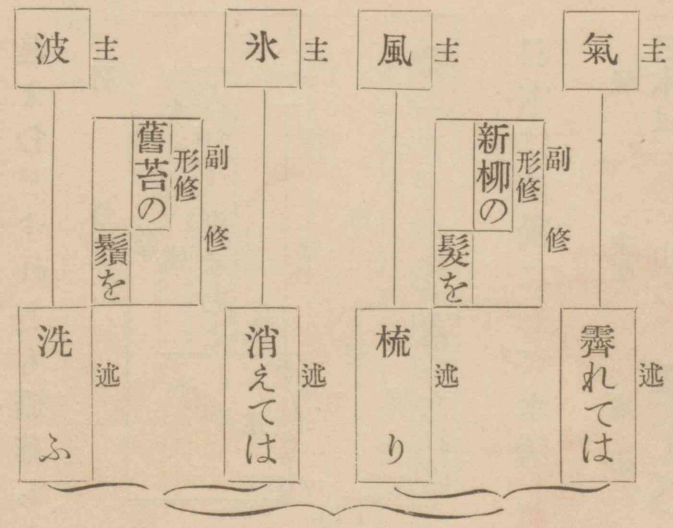 主
氣
述
霽れては
主
風
副修
形修
新柳の
髮を
述
梳り
主
氷
述
消えては
主
波
副修
形修
舊苔の
鬚を
述
洗ふ